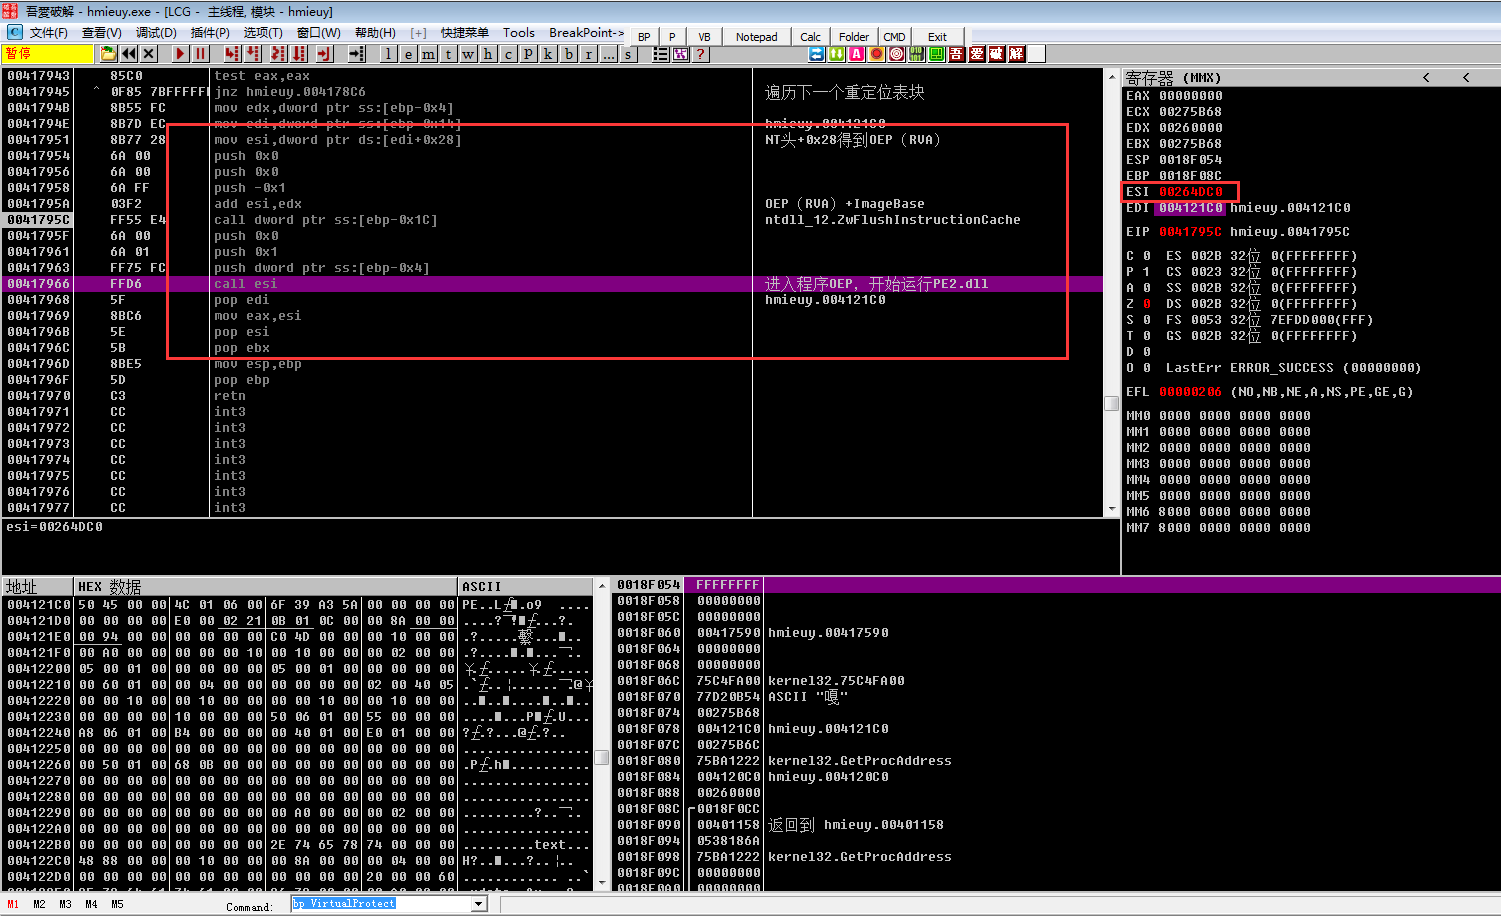 吾愛破解 - hmieuy.exe - [LCG - 主线程, 模块 - hmieuy]
文件(F) 查看(V) 调试(D) 插件(P) 选项(T) 窗口(W) 帮助(H) [+] 快捷菜单 Tools BreakPoint-> BP P VB Notepad Calc Folder CMD Exit
暂停 l e m t w h c p k b r ... s ? 吾 爱 破 解
00417943 85C0 test eax,eax
00417945 ^ 0F85 7BFFFFFF jnz hmieuy.004178C6 遍历下一个重定位表块
0041794B 8B55 FC mov edx,dword ptr ss:[ebp-0x4]
0041794E 8B7D EC mov edi,dword ptr ss:[ebp-0x14] hmieuy.004121C0
00417951 8B77 28 mov esi,dword ptr ds:[edi+0x28] NT头+0x28得到OEP（RVA）
00417954 6A 00 push 0x0
00417956 6A 00 push 0x0
00417958 6A FF push -0x1
0041795A 03F2 add esi,edx OEP（RVA）+ImageBase
0041795C FF55 E4 call dword ptr ss:[ebp-0x1C] ntdll_12.ZwFlushInstructionCache
0041795F 6A 00 push 0x0
00417961 6A 01 push 0x1
00417963 FF75 FC push dword ptr ss:[ebp-0x4]
00417966 FFD6 call esi 进入程序OEP, 开始运行PE2.dll
00417968 5F pop edi hmieuy.004121C0
00417969 8BC6 mov eax,esi
0041796B 5E pop esi
0041796C 5B pop ebx
0041796D 8BE5 mov esp,ebp
0041796F 5D pop ebp
00417970 C3 retn
00417971 CC int3
00417972 CC int3
00417973 CC int3
00417974 CC int3
00417975 CC int3
00417976 CC int3
00417977 CC int3
esi=00264DC0
寄存器 (MMX) < <
EAX 00000000
ECX 00275B68
EDX 00260000
EBX 00275B68
ESP 0018F054
EBP 0018F08C
ESI 00264DC0
EDI 004121C0 hmieuy.004121C0
EIP 0041795C hmieuy.0041795C
C 0 ES 002B 32位 0(FFFFFFFF)
P 1 CS 0023 32位 0(FFFFFFFF)
A 0 SS 002B 32位 0(FFFFFFFF)
Z 0 DS 002B 32位 0(FFFFFFFF)
S 0 FS 0053 32位 7EFDD000(FFF)
T 0 GS 002B 32位 0(FFFFFFFF)
D 0
O 0 LastErr ERROR_SUCCESS (00000000)
EFL 00000206 (NO,NB,NE,A,NS,PE,GE,G)
MM0 0000 0000 0000 0000
MM1 0000 0000 0000 0000
MM2 0000 0000 0000 0000
MM3 0000 0000 0000 0000
MM4 0000 0000 0000 0000
MM5 0000 0000 0000 0000
MM6 8000 0000 0000 0000
MM7 8000 0000 0000 0000
地址 HEX 数据 ASCII
004121C0 50 45 00 00 4C 01 06 00 6F 39 A3 5A 00 00 00 00
004121D0 00 00 00 00 E0 00 02 21 0B 01 0C 00 00 8A 00 00
004121E0 00 94 00 00 00 00 00 00 C0 4D 00 00 00 10 00 00
004121F0 00 A0 00 00 00 00 00 10 00 10 00 00 00 02 00 00
00412200 05 00 01 00 00 00 00 00 05 00 01 00 00 00 00 00
00412210 00 60 01 00 00 04 00 00 00 00 00 00 02 00 40 05
00412220 00 00 10 00 00 10 00 00 00 00 10 00 00 10 00 00
00412230 00 00 00 00 10 00 00 00 50 06 01 00 55 00 00 00
00412240 A8 06 01 00 B4 00 00 00 00 40 01 00 E0 01 00 00
00412250 00 00 00 00 00 00 00 00 00 00 00 00 00 00 00 00
00412260 00 50 01 00 68 0B 00 00 00 00 00 00 00 00 00 00
00412270 00 00 00 00 00 00 00 00 00 00 00 00 00 00 00 00
00412280 00 00 00 00 00 00 00 00 00 00 00 00 00 00 00 00
00412290 00 00 00 00 00 00 00 00 00 A0 00 00 00 02 00 00
004122A0 00 00 00 00 00 00 00 00 00 00 00 00 00 00 00 00
004122B0 00 00 00 00 00 00 00 00 2E 74 65 78 74 00 00 00 .text...
004122C0 48 88 00 00 00 10 00 00 00 8A 00 00 00 04 00 00
004122D0 00 00 00 00 00 00 00 00 00 00 00 00 20 00 00 60
0018F054 FFFFFFFF
0018F058 00000000
0018F05C 00000000
0018F060 00417590 hmieuy.00417590
0018F064 00000000
0018F068 00000000
0018F06C 75C4FA00 kernel32.75C4FA00
0018F070 77D20B54 ASCII "嘎"
0018F074 00275B68
0018F078 004121C0 hmieuy.004121C0
0018F07C 00275B6C
0018F080 75BA1222 kernel32.GetProcAddress
0018F084 004120C0 hmieuy.004120C0
0018F088 00260000
0018F08C 0018F0CC
0018F090 00401158 返回到 hmieuy.00401158
0018F094 0538186A
0018F098 75BA1222 kernel32.GetProcAddress
0018F09C 00000000
0018F0A0 00000000
M1 M2 M3 M4 M5 Command: bp VirtualProtect